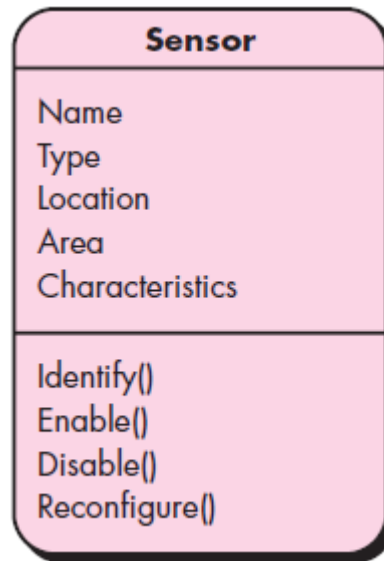 Sensor
Name
Type
Location
Area
Characteristics
Identify()
Enable()
Disable()
Reconfigure()